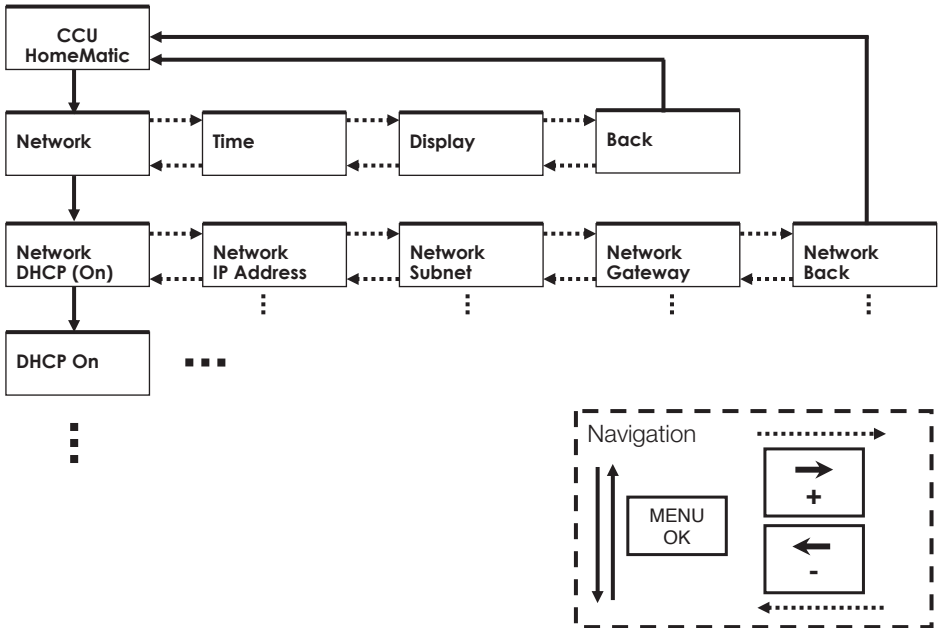 CCU
HomeMatic
Network
Time
Display
Back
Network
DHCP (On)
Network
IP Address
Network
Subnet
Network
Gateway
Network
Back
DHCP On
Navigation
MENU
OK
+
-